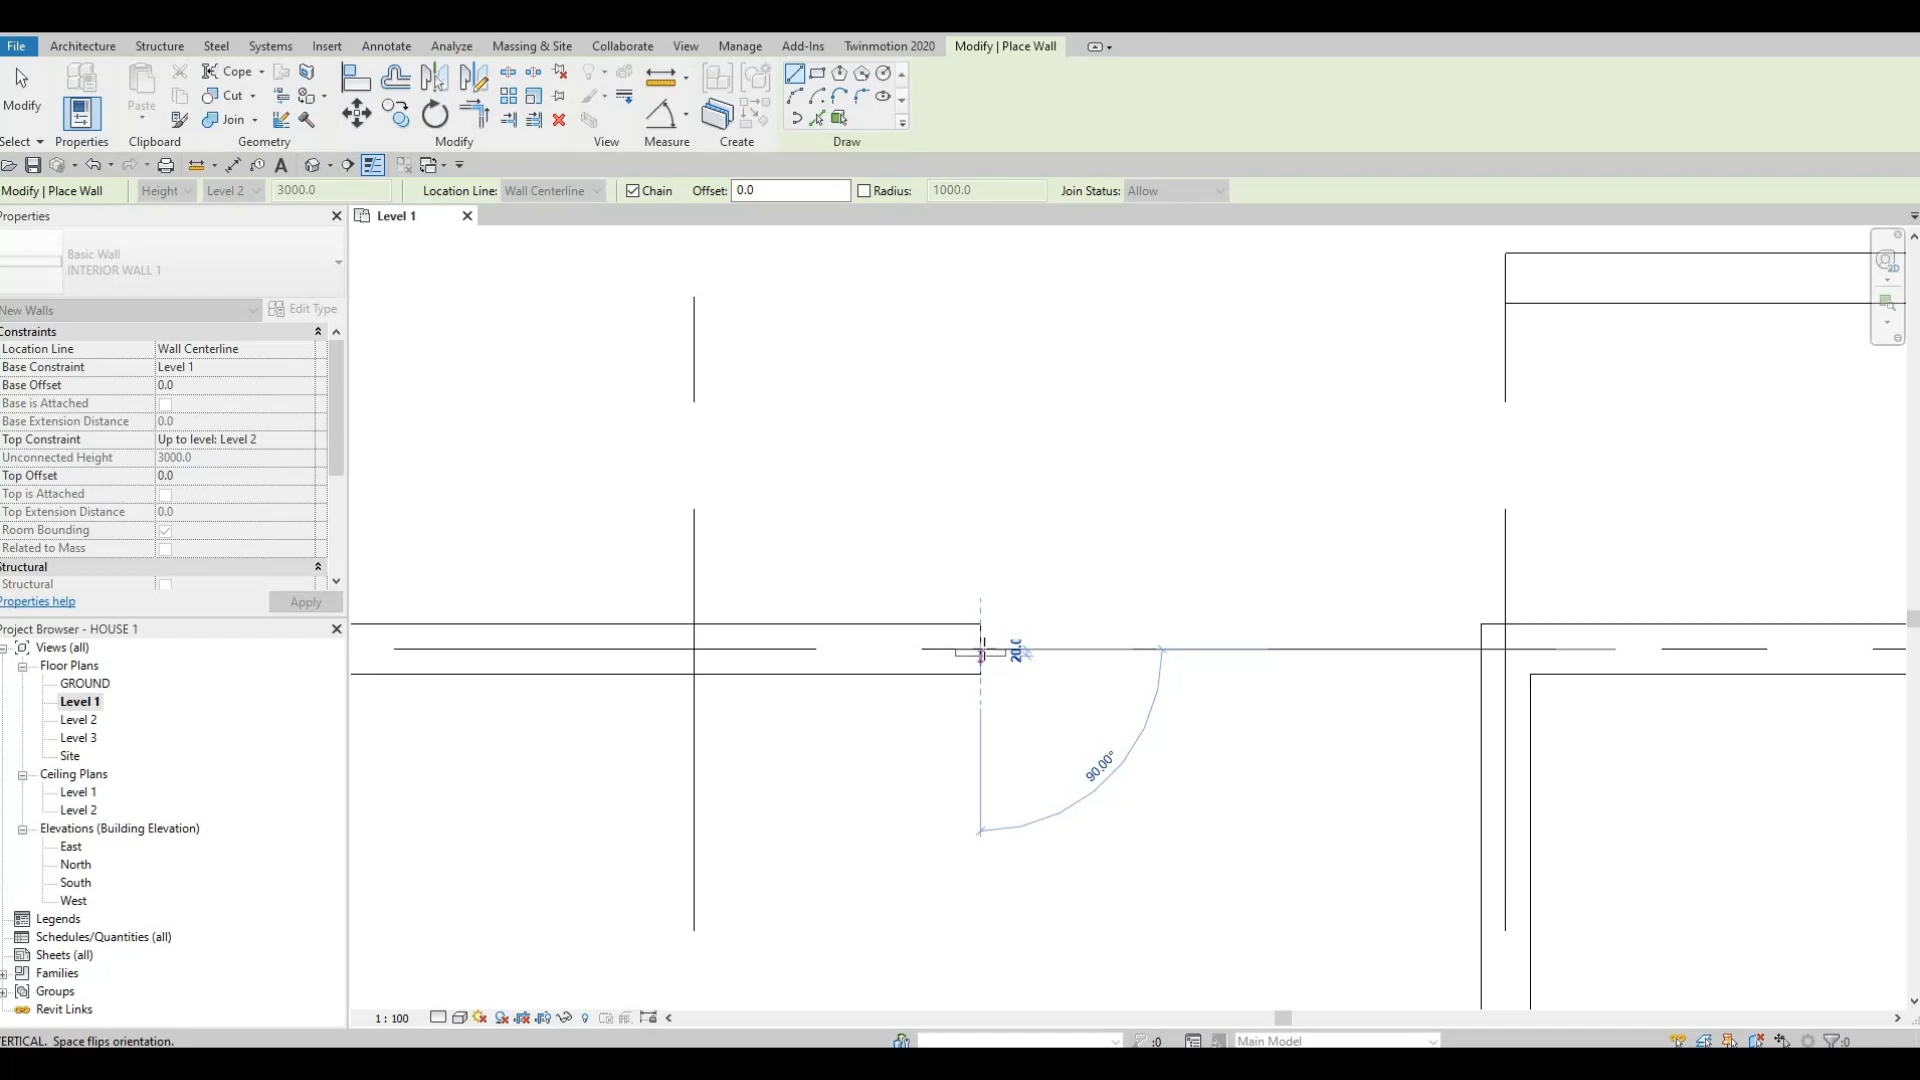 File Architecture Structure Steel Systems Insert Annotate Analyze Massing & Site Collaborate View Manage Add-Ins Twinmotion 2020 Modify | Place Wall
Modify
Paste
Cope
Cut
Join
Select Properties Clipboard Geometry Modify View Measure Create Draw
Modify | Place Wall Height Level 2 3000.0 Location Line: Wall Centerline Chain Offset: 0.0 Radius: 1000.0 Join Status: Allow
Properties
Level 1
Basic Wall
INTERIOR WALL 1
New Walls Edit Type
Constraints
Location Line Wall Centerline
Base Constraint Level 1
Base Offset 0.0
Base is Attached
Base Extension Distance 0.0
Top Constraint Up to level: Level 2
Unconnected Height 3000.0
Top Offset 0.0
Top is Attached
Top Extension Distance 0.0
Room Bounding
Related to Mass
Structural
Structural
Properties help Apply
Project Browser - HOUSE 1
Views (all)
Floor Plans
GROUND
Level 1
Level 2
Level 3
Site
Ceiling Plans
Level 1
Level 2
Elevations (Building Elevation)
East
North
South
West
Legends
Schedules/Quantities (all)
Sheets (all)
Families
Groups
Revit Links
2D
20.0
90.00°
1 : 100
ERTICAL. Space flips orientation.
:0
Main Model
:0